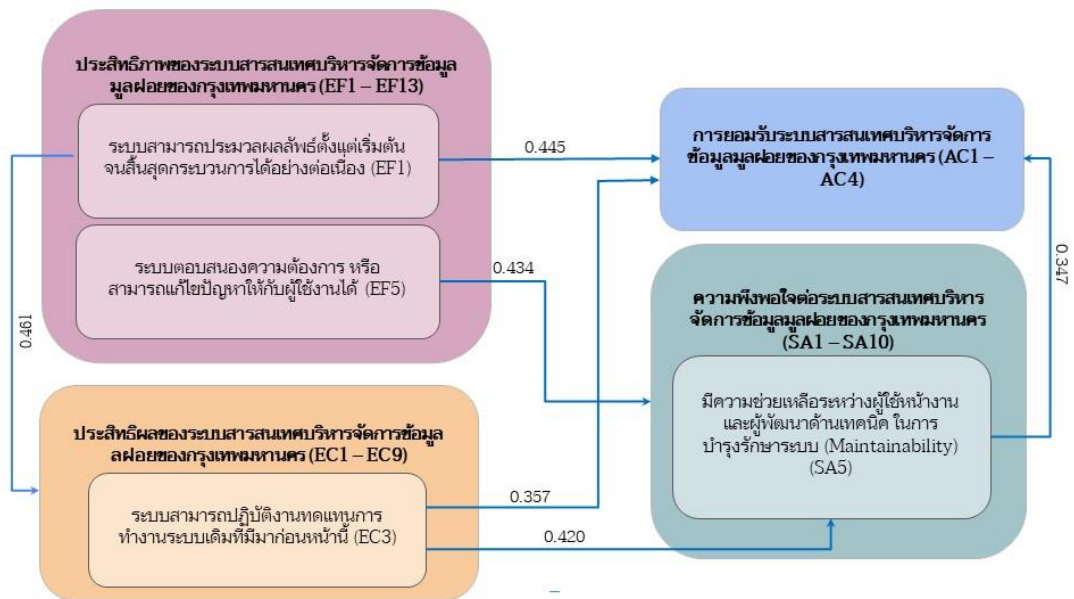 ประสิทธิภาพของระบบสารสนเทศบริหารจัดการข้อมูล
มูลฝอยของกรุงเทพมหานคร (EF1 – EF13)
ระบบสามารถประมวลผลลัพธ์ตั้งแต่เริ่มต้น
จนสิ้นสุดกระบวนการได้อย่างต่อเนื่อง (EF1)
ระบบตอบสนองความต้องการ หรือ
สามารถแก้ไขปัญหาให้กับผู้ใช้งานได้ (EF5)
0.445
0.434
0.461
การยอมรับระบบสารสนเทศบริหารจัดการ
ข้อมูลมูลฝอยของกรุงเทพมหานคร (AC1 –
AC4)
0.347
ความพึงพอใจต่อระบบสารสนเทศบริหาร
จัดการข้อมูลมูลฝอยของกรุงเทพมหานคร
(SA1 – SA10)
มีความช่วยเหลือระหว่างผู้ใช้หน้างาน
และผู้พัฒนาด้านเทคนิค ในการ
บำรุงรักษาระบบ (Maintainability)
(SA5)
ประสิทธิผลของระบบสารสนเทศบริหารจัดการข้อมูล
ลฝอยของกรุงเทพมหานคร (EC1 – EC9)
ระบบสามารถปฏิบัติงานทดแทนการ
ทำงานระบบเดิมที่มีมาก่อนหน้านี้ (EC3)
0.357
0.420